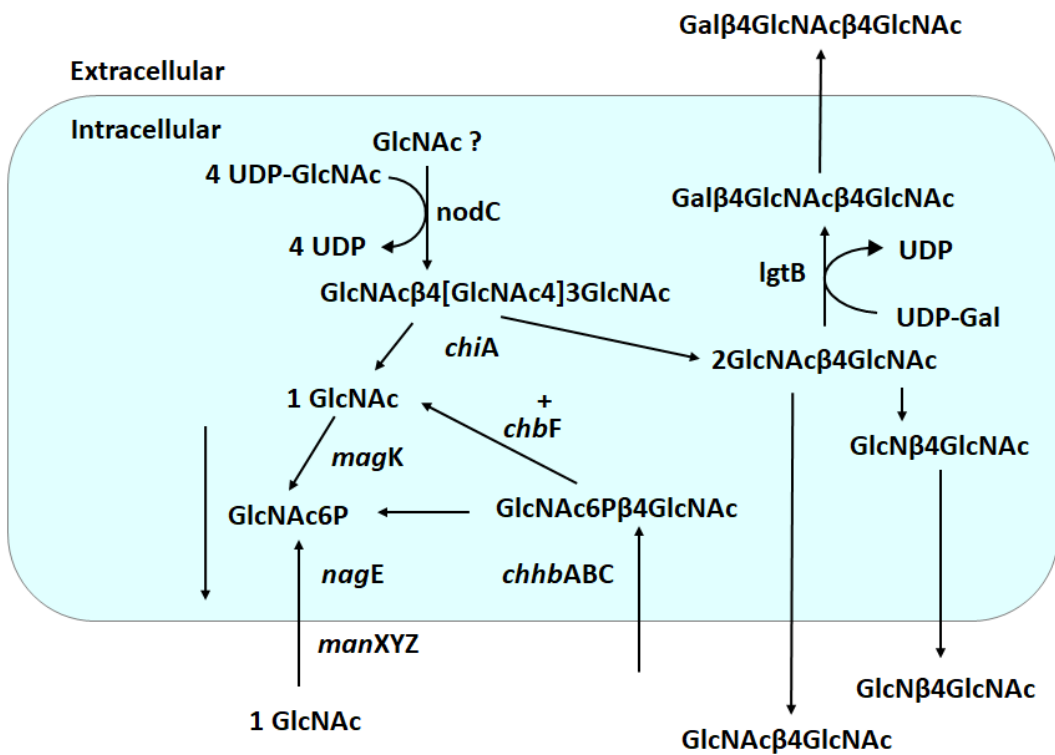 Galβ4GlcNAcβ4GlcNAc
Extracellular
Intracellular
GlcNAc ?
4 UDP-GlcNAc
nodC
4 UDP
GlcNAcβ4[GlcNAc4]3GlcNAc
Galβ4GlcNAcβ4GlcNAc
UDP
lgtB
UDP-Gal
chiA
2GlcNAcβ4GlcNAc
1 GlcNAc
+
chbF
magK
GlcNβ4GlcNAc
GlcNAc6P
GlcNAc6Pβ4GlcNAc
nagE
chhbABC
manXYZ
1 GlcNAc
GlcNβ4GlcNAc
GlcNAcβ4GlcNAc